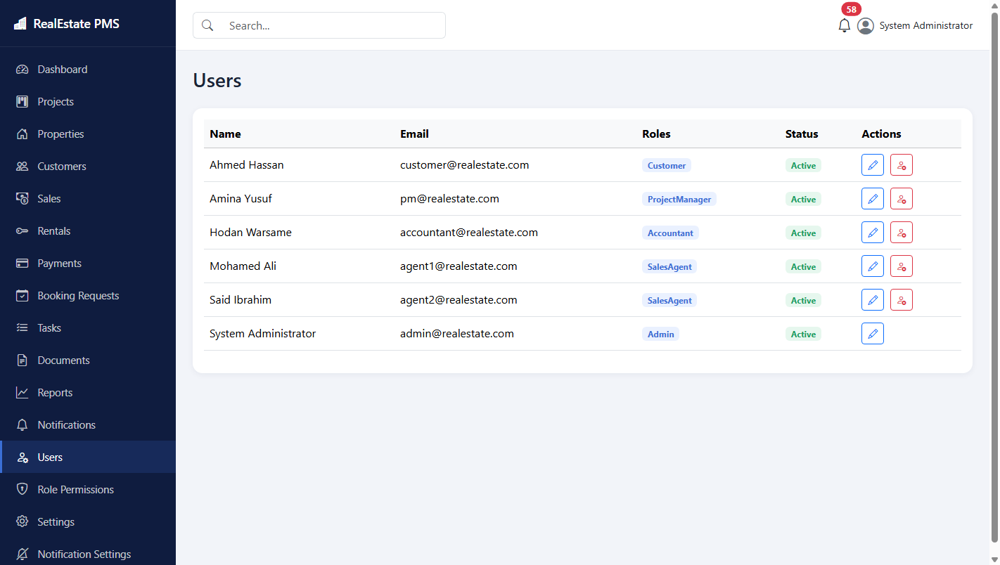 RealEstate PMS
Search...
58
System Administrator
Dashboard
Projects
Properties
Customers
Sales
Rentals
Payments
Booking Requests
Tasks
Documents
Reports
Notifications
Users
Role Permissions
Settings
Notification Settings
Users
Name Email Roles Status Actions
Ahmed Hassan customer@realestate.com Customer Active
Amina Yusuf pm@realestate.com ProjectManager Active
Hodan Warsame accountant@realestate.com Accountant Active
Mohamed Ali agent1@realestate.com SalesAgent Active
Said Ibrahim agent2@realestate.com SalesAgent Active
System Administrator admin@realestate.com Admin Active